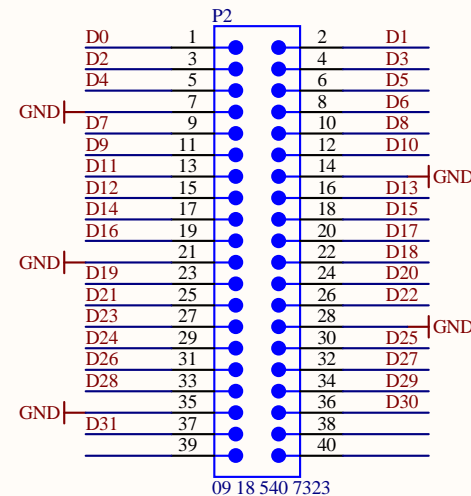 P2
D0 1 2 D1
D2 3 4 D3
D4 5 6 D5
GND 7 8 D6
D7 9 10 D8
D9 11 12 D10
D11 13 14 GND
D12 15 16 D13
D14 17 18 D15
D16 19 20 D17
GND 21 22 D18
D19 23 24 D20
D21 25 26 D22
D23 27 28 GND
D24 29 30 D25
D26 31 32 D27
D28 33 34 D29
GND 35 36 D30
D31 37 38
39 40
09 18 540 7323